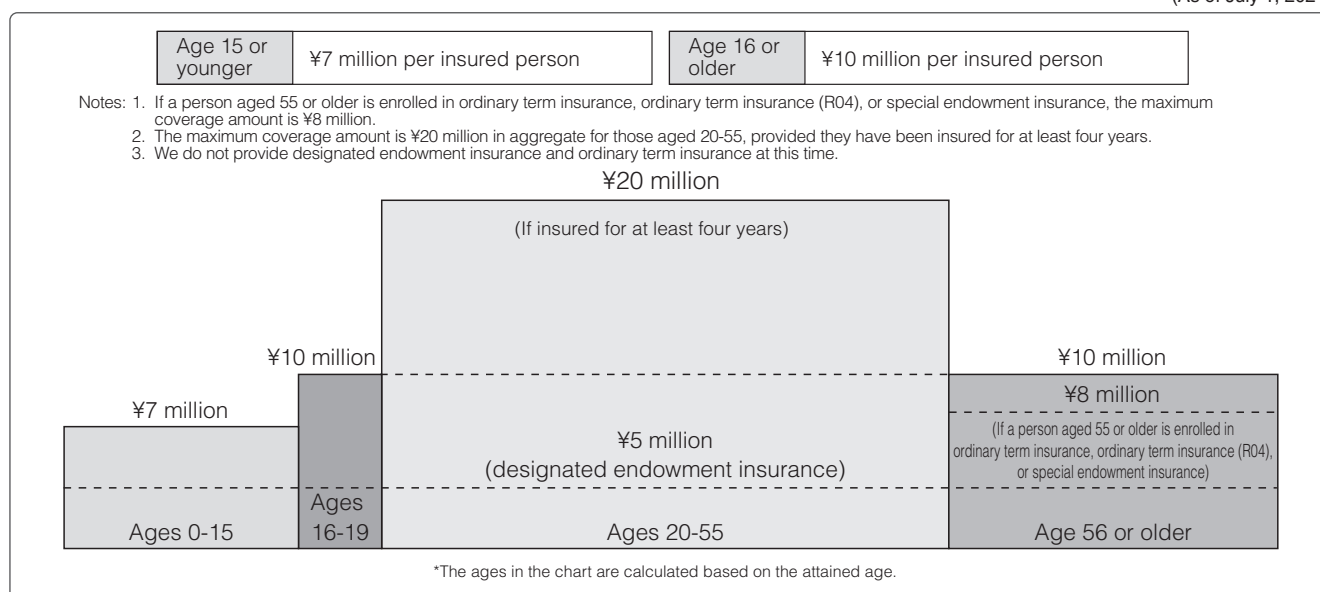 Age 15 or
younger
¥7 million per insured person
Age 16 or
older
¥10 million per insured person
Notes: 1. If a person aged 55 or older is enrolled in ordinary term insurance, ordinary term insurance (R04), or special endowment insurance, the maximum
coverage amount is ¥8 million.
2. The maximum coverage amount is ¥20 million in aggregate for those aged 20-55, provided they have been insured for at least four years.
3. We do not provide designated endowment insurance and ordinary term insurance at this time.
¥20 million
(If insured for at least four years)
¥10 million
¥10 million
¥7 million
¥8 million
(If a person aged 55 or older is enrolled in
ordinary term insurance, ordinary term insurance (R04),
or special endowment insurance)
¥5 million
(designated endowment insurance)
Ages 0-15
Ages
16-19
Ages 20-55
Age 56 or older
*The ages in the chart are calculated based on the attained age.